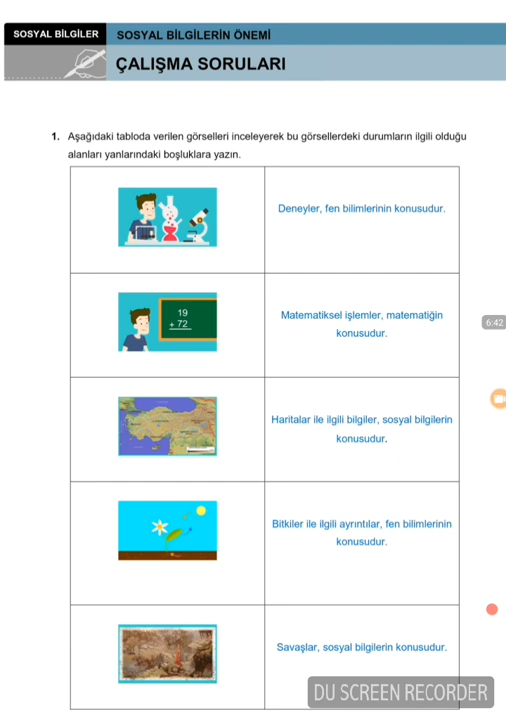 SOSYAL BİLGİLER
SOSYAL BİLGİLERİN ÖNEMİ
ÇALIŞMA SORULARI
1. Aşağıdaki tabloda verilen görselleri inceleyerek bu görsellerdeki durumların ilgili olduğu
alanları yanlarındaki boşluklara yazın.
Deneyler, fen bilimlerinin konusudur.
19
+ 72
Matematiksel işlemler, matematiğin
konusudur.
6:42
Haritalar ile ilgili bilgiler, sosyal bilgilerin
konusudur.
Bitkiler ile ilgili ayrıntılar, fen bilimlerinin
konusudur.
Savaşlar, sosyal bilgilerin konusudur.
DU SCREEN RECORDER